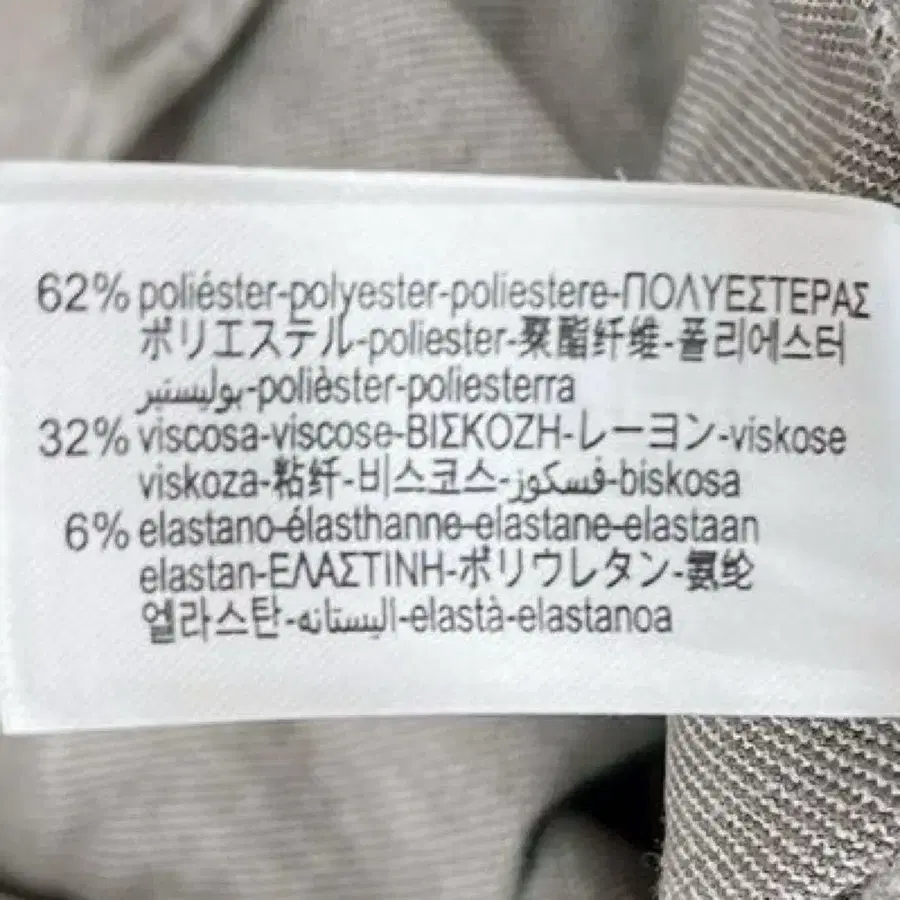 62% poliéster-polyester-poliestere-ΠΟΛΥΕΣΤΕΡΑΣ
ポリエステル-poliester-聚酯纤维-폴리에스터
بوليستير-polièster-poliesterra
32% viscosa-viscose-ΒΙΣΚΟΖΗ-レーヨン-viskose
viskoza-粘纤-비스코스-فسكوز-biskosa
6% elastano-élasthanne-elastane-elastaan
elastan-ΕΛΑΣΤΙΝΗ-ポリウレタン-氨纶
엘라스탄-اليستانه-elastà-elastanoa